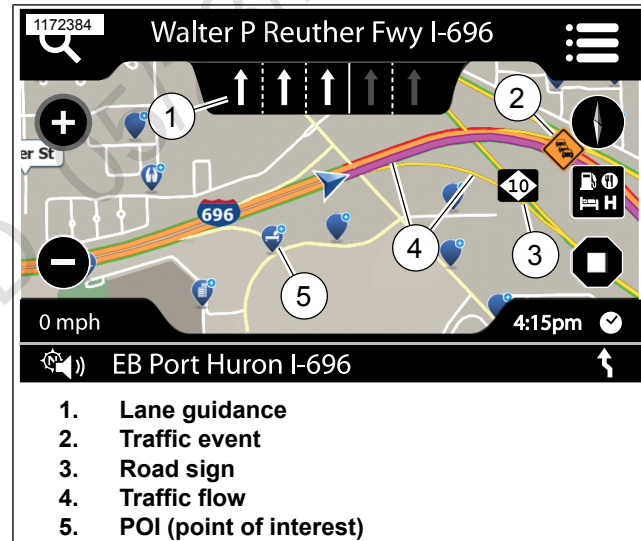 1172384
Walter P Reuther Fwy I-696
1
2
er St
10
H
696
4
3
5
0 mph
4:15pm
N
EB Port Huron I-696
1. Lane guidance
2. Traffic event
3. Road sign
4. Traffic flow
5. POI (point of interest)